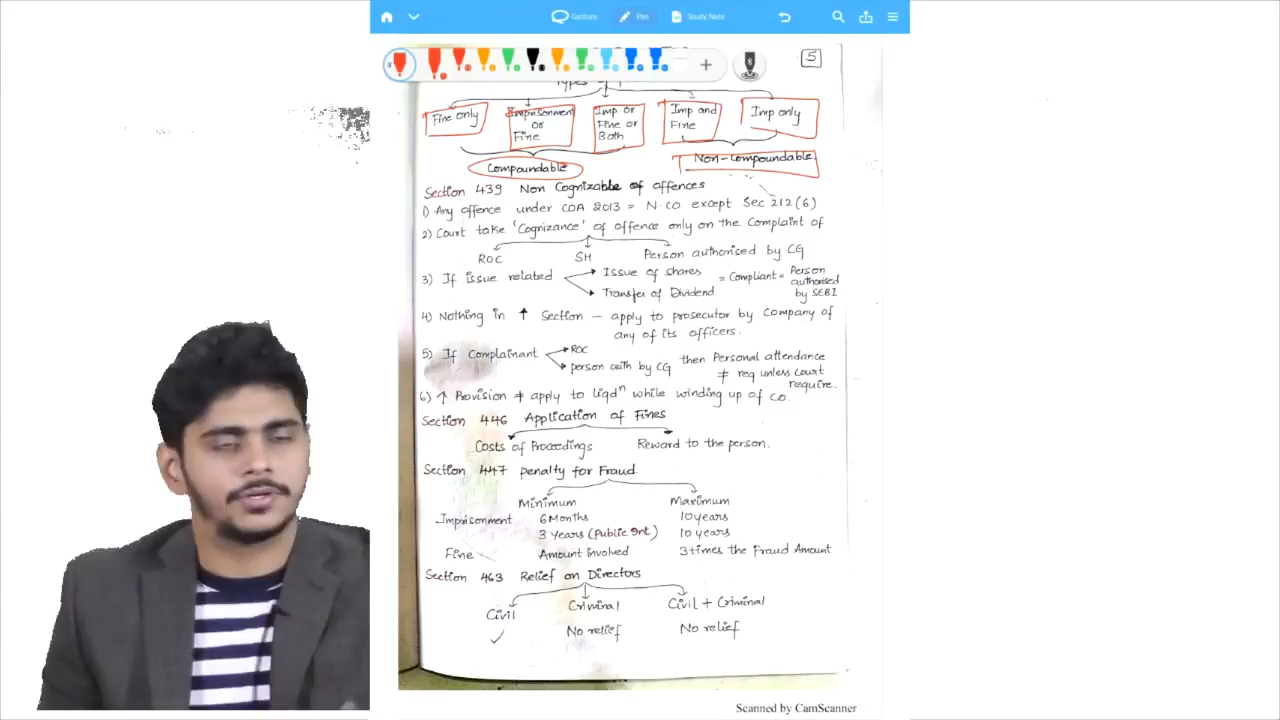 Gesture
Pen
Study Note
5
Types of
Fine only
Imprisonment
or
Fine
Imp or
Fine or
Both
Imp and
Fine
Imp only
Compoundable
Non-compoundable
Section 439 Non Cognizable of offences
1) Any offence under COA 2013 = N.CO except Sec 212 (6)
2) Court take 'Cognizance' of offence only on the Complaint of
ROC
SH
Person authorised by CG
3) If issue related
Issue of shares
Transfer of Dividend
= Compliant =
Person
authorised
by SEBI
4) Nothing in ↑ Section – apply to prosecutor by Company of
any of its officers.
5) If Complainant
ROC
person auth by CG
then Personal attendance
≠ req unless court
require.
6) ↑ Provision ≠ apply to liqdⁿ while winding up of co.
Section 446 Application of Fines
Costs of Proceedings
Reward to the person.
Section 447 penalty for Fraud.
Minimum
Maximum
Imprisonment
6 Months
10 years
3 years (Public Int)
10 years
Fine
Amount involved
3 times the Fraud Amount
Section 463 Relief on Directors
Civil
Criminal
Civil + Criminal
✓
No relief
No relief
Scanned by CamScanner